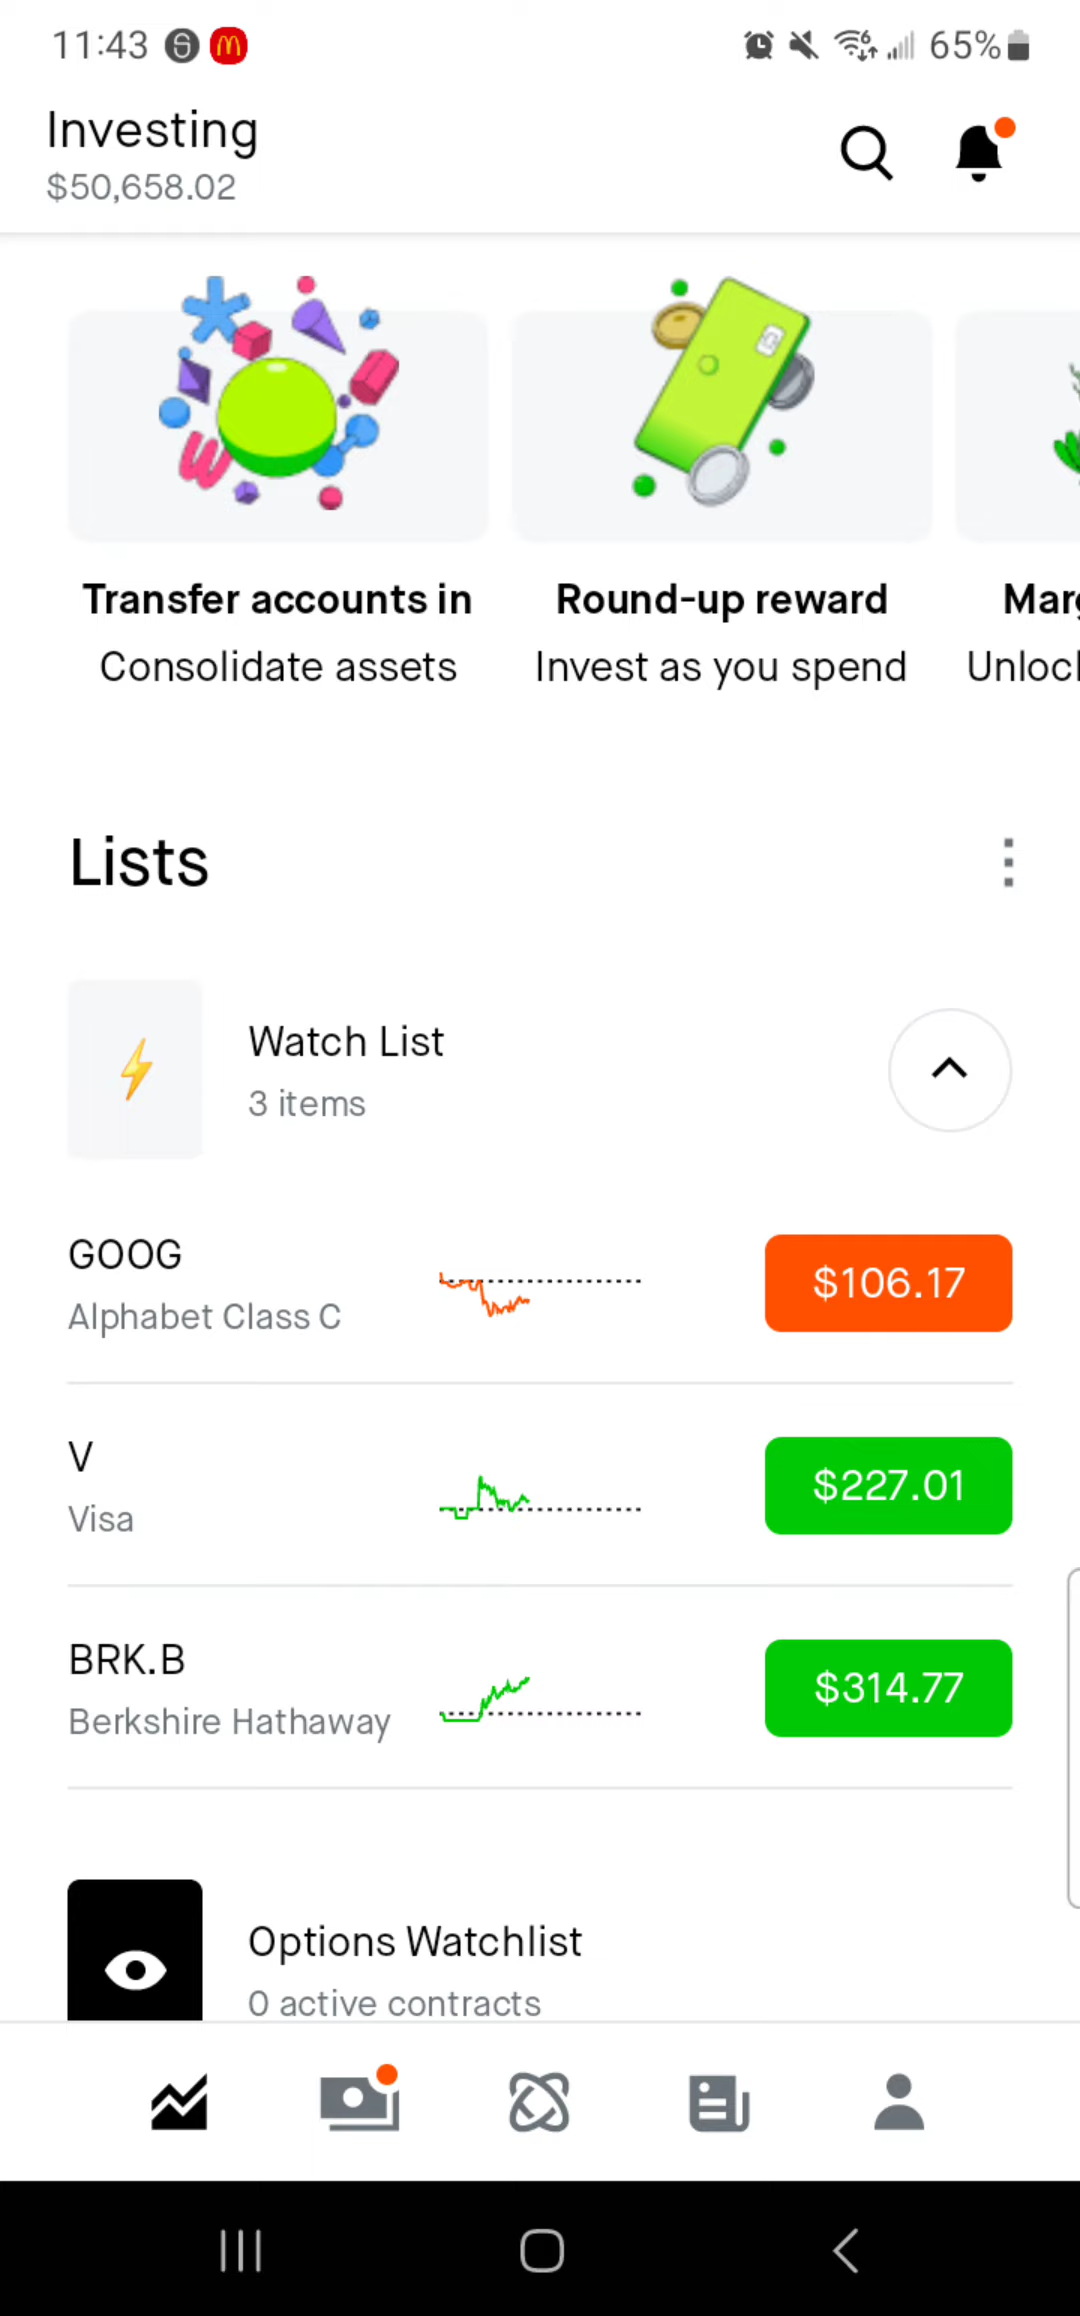 11:43
65%
Investing
$50,658.02
Transfer accounts in
Consolidate assets
Round-up reward
Invest as you spend
Lists
Watch List
3 items
GOOG
Alphabet Class C
$106.17
V
Visa
$227.01
BRK.B
Berkshire Hathaway
$314.77
Options Watchlist
0 active contracts